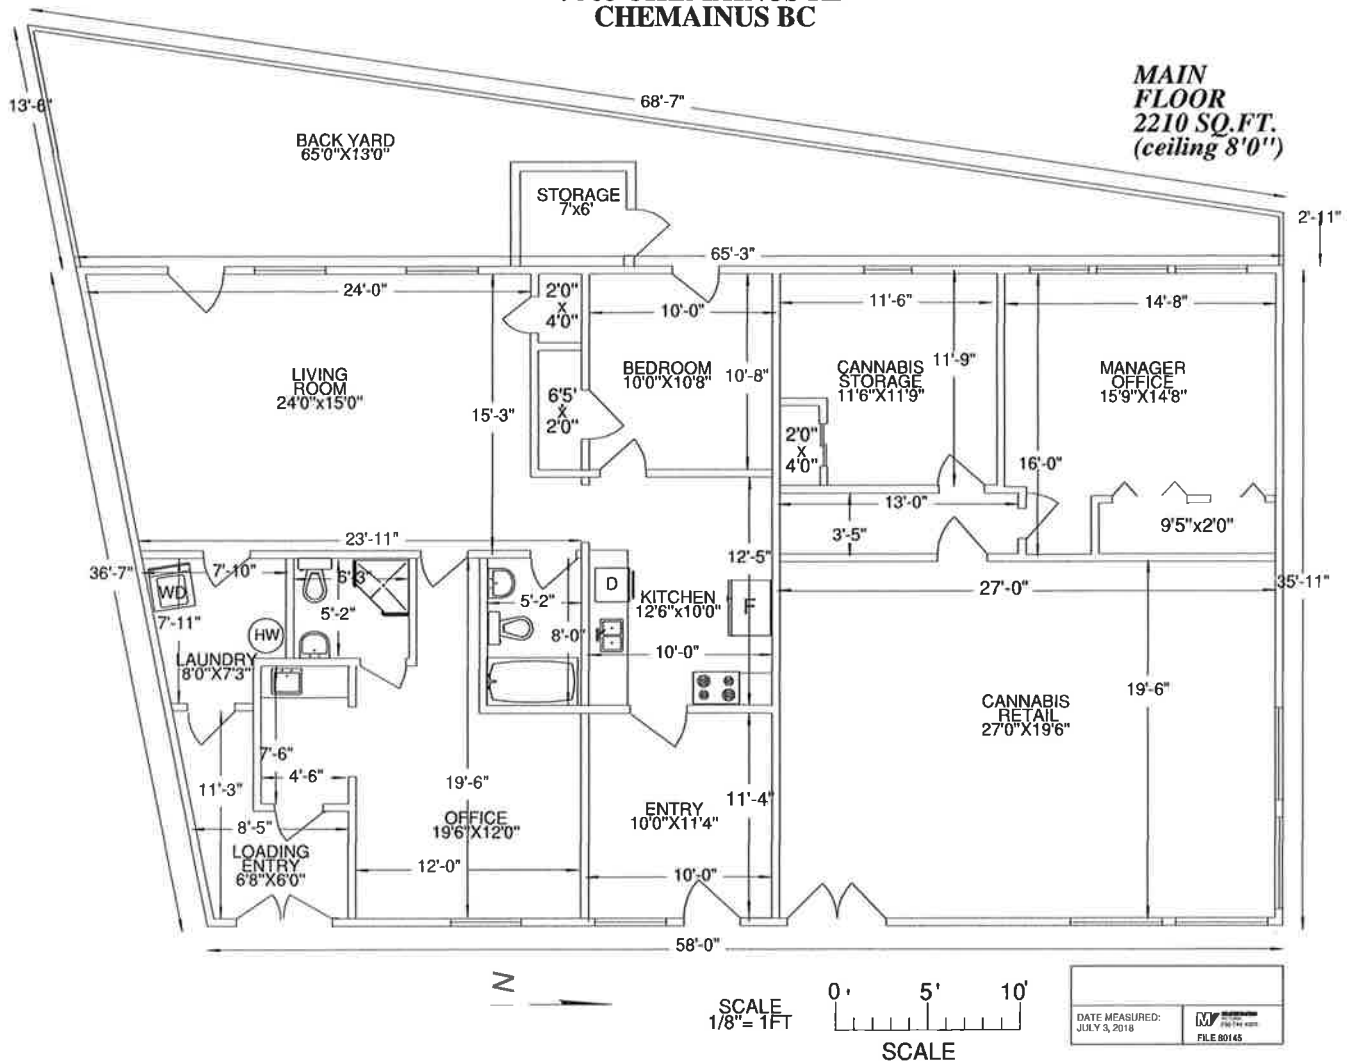 CHEMAINUS BC
MAIN
FLOOR
2210 SQ.FT.
(ceiling 8'0")
13'-6"
68'-7"
BACK YARD
65'0"X13'0"
STORAGE
7'x6'
2'-11"
65'-3"
24'-0"
2'0"
X
4'0"
10'-0"
11'-6"
14'-8"
LIVING
ROOM
24'0"x15'0"
15'-3"
6'5'
X
2'0"
BEDROOM
10'0"X10'8"
10'-8"
CANNABIS
STORAGE
11'6"X11'9"
11'-9"
MANAGER
OFFICE
15'9"X14'8"
2'0"
X
4'0"
16'-0"
13'-0"
3'-5"
9'5"x2'0"
23'-11"
12'-5"
36'-7"
7'-10"
6'-3"
WD
5'-2"
5'-2"
D
KITCHEN
12'6"x10'0"
F
27'-0"
35'-11"
7'-11"
HW
8'-0"
LAUNDRY
8'0"X7'3"
10'-0"
19'-6"
CANNABIS
RETAIL
27'0"X19'6"
7'-6"
4'-6"
11'-3"
19'-6"
11'-4"
8'-5"
OFFICE
19'6"X12'0"
ENTRY
10'0"X11'4"
LOADING
ENTRY
6'8"X6'0"
12'-0"
10'-0"
58'-0"
N
SCALE
1/8"= 1FT
0' 5' 10'
SCALE
DATE MEASURED:
JULY 3, 2018
M
FILE 80145